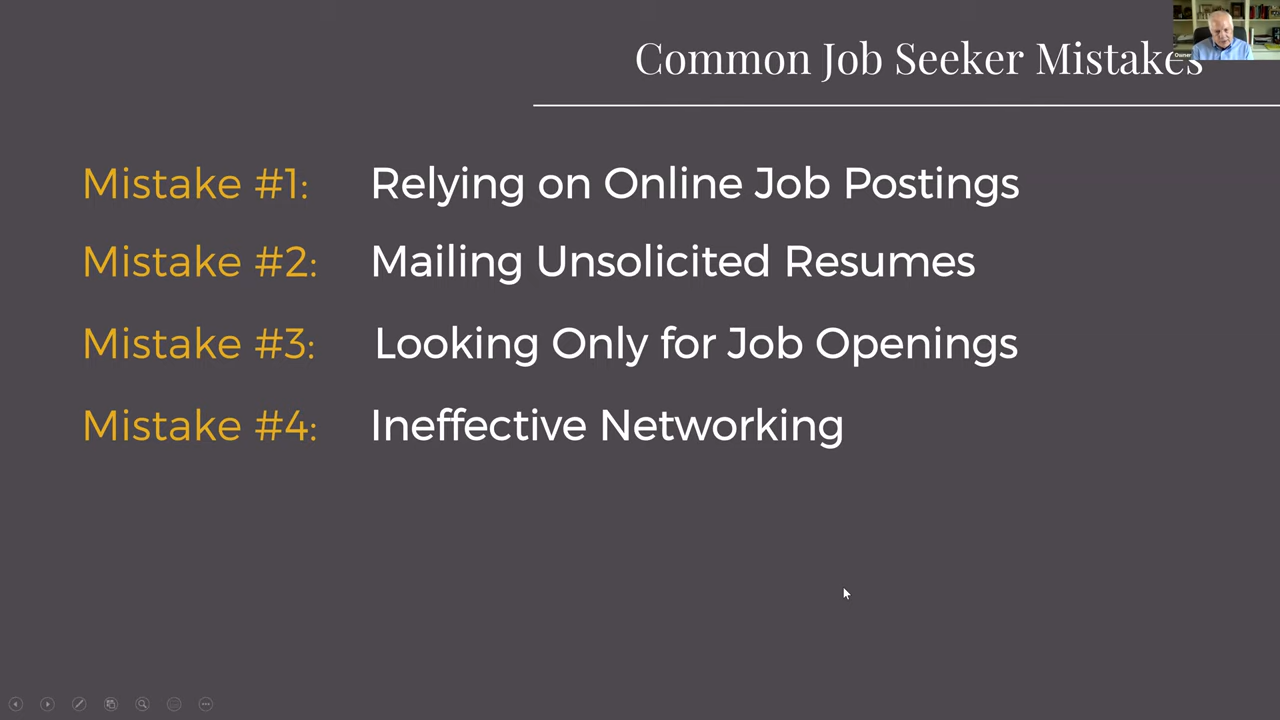 Common Job Seeker Mistakes
Owner
Mistake #1: Relying on Online Job Postings
Mistake #2: Mailing Unsolicited Resumes
Mistake #3: Looking Only for Job Openings
Mistake #4: Ineffective Networking